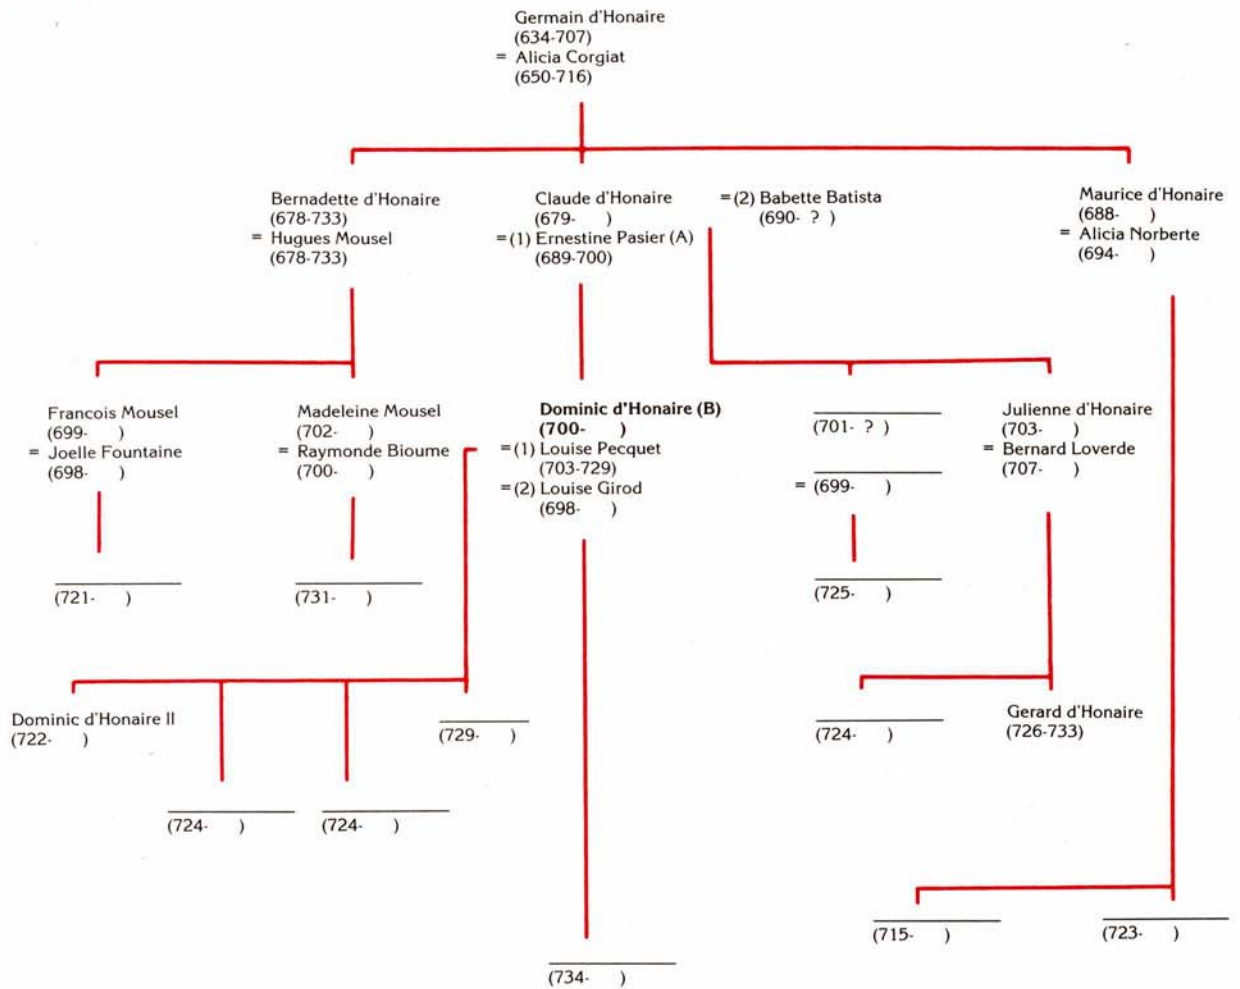 Germain d'Honaire
(634-707)
= Alicia Corgiat
(650-716)
Bernadette d'Honaire
(678-733)
= Hugues Mousel
(678-733)
Claude d'Honaire
(679- )
=(1) Ernestine Pasier (A)
(689-700)
=(2) Babette Batista
(690- ? )
Maurice d'Honaire
(688- )
= Alicia Norberte
(694- )
Francois Mousel
(699- )
= Joelle Fountaine
(698- )
Madeleine Mousel
(702- )
= Raymonde Bioume
(700- )
Dominic d'Honaire (B)
(700- )
=(1) Louise Pecquet
(703-729)
=(2) Louise Girod
(698- )
(701- ? )
= (699- )
Julienne d'Honaire
(703- )
= Bernard Loverde
(707- )
(721- )
(731- )
(725- )
Dominic d'Honaire II
(722- )
(729- )
(724- )
Gerard d'Honaire
(726-733)
(724- )
(724- )
(715- )
(723- )
(734- )